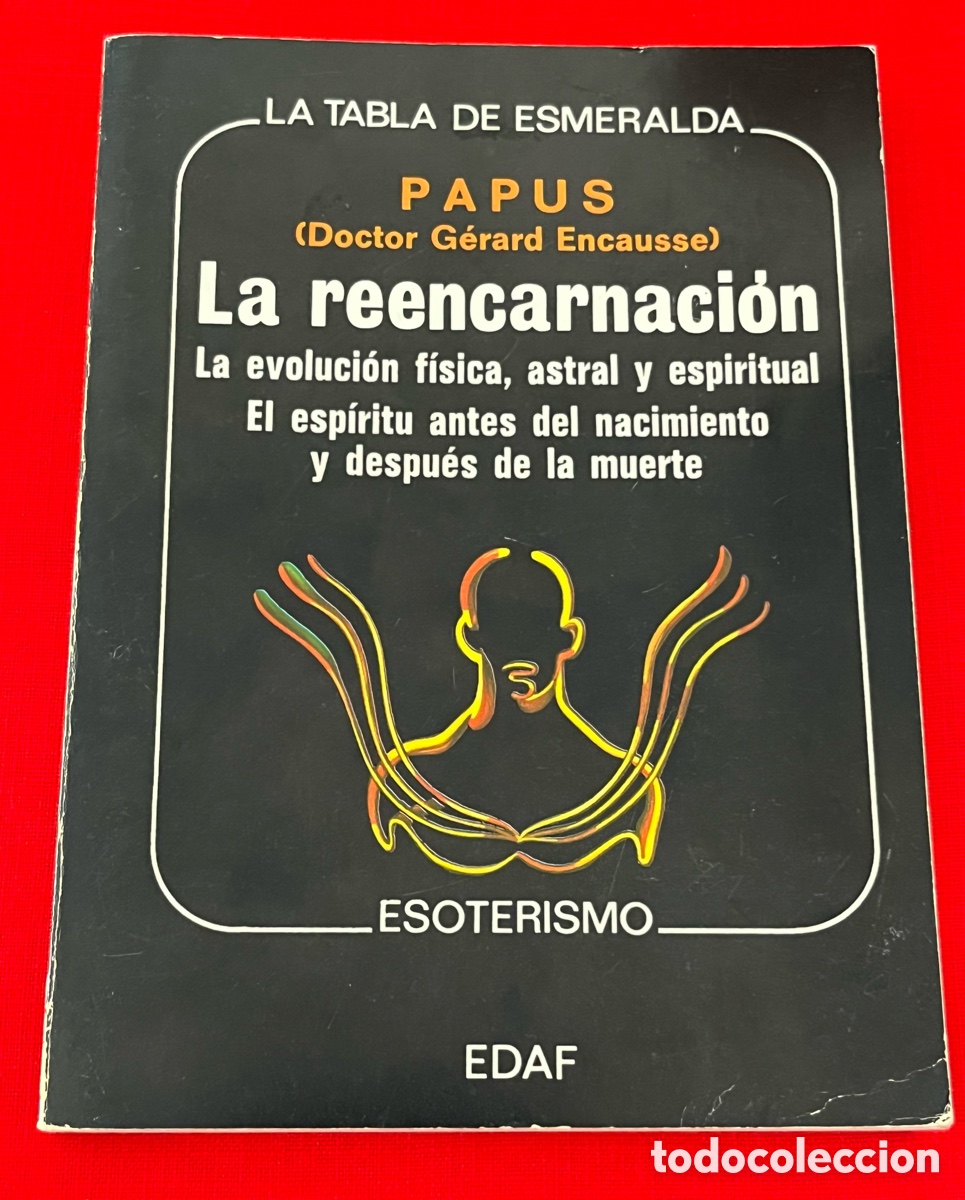 LA TABLA DE ESMERALDA
PAPUS
(Doctor Gérard Encausse)
La reencarnación
La evolución física, astral y espiritual
El espíritu antes del nacimiento
y después de la muerte
ESOTERISMO
EDAF
todocoleccion